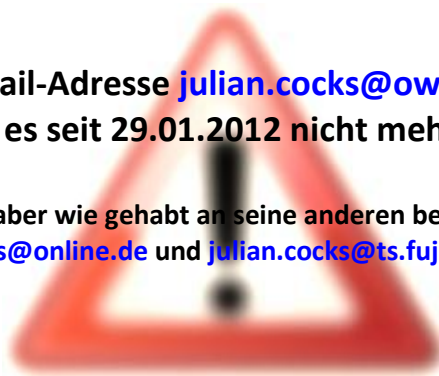 ail-Adresse julian.cocks@ow
es seit 29.01.2012 nicht meh
aber wie gehabt an seine anderen be
s@online.de und julian.cocks@ts.fuj